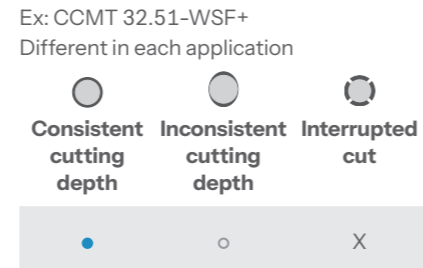 Ex: CCMT 32.51-WSF+
Different in each application
Consistent cutting depth
Inconsistent cutting depth
Interrupted cut
X